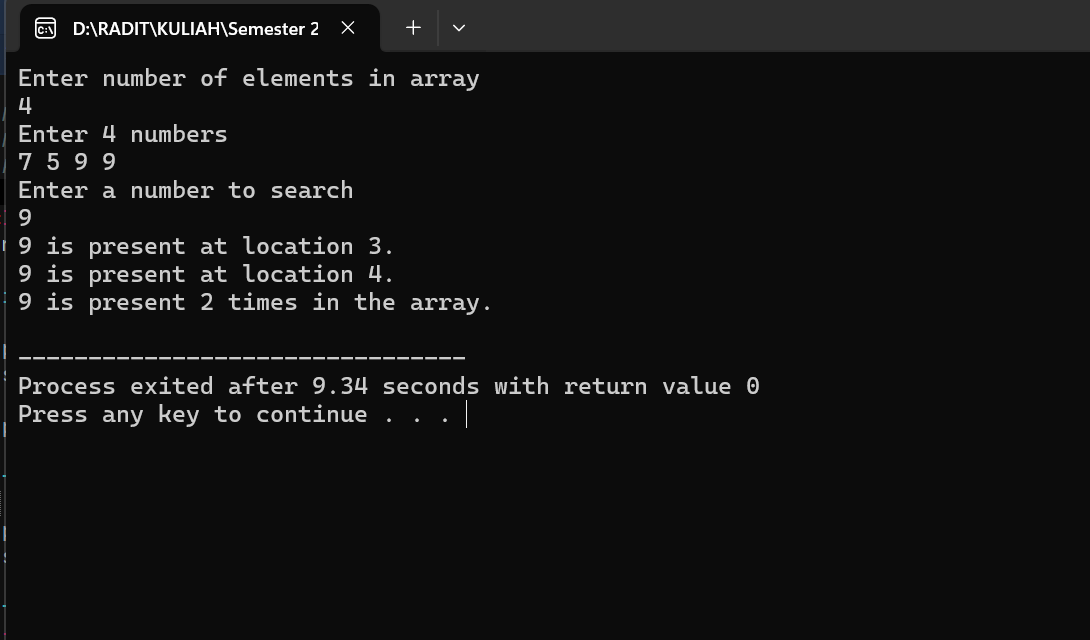 D:\RADIT\KULIAH\Semester 2
Enter number of elements in array
4
Enter 4 numbers
7 5 9 9
Enter a number to search
9
9 is present at location 3.
9 is present at location 4.
9 is present 2 times in the array.
--------------------------------
Process exited after 9.34 seconds with return value 0
Press any key to continue . . .